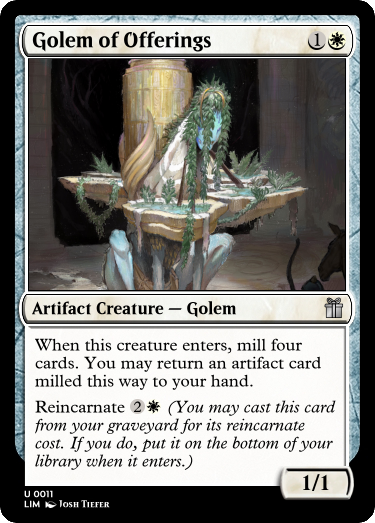 Golem of Offerings 1
Artifact Creature — Golem
When this creature enters, mill four
cards. You may return an artifact card
milled this way to your hand.
Reincarnate 2 (You may cast this card
from your graveyard for its reincarnate
cost. If you do, put it on the bottom of your
library when it enters.)
1/1
U 0011
LIM Josh Tiefer